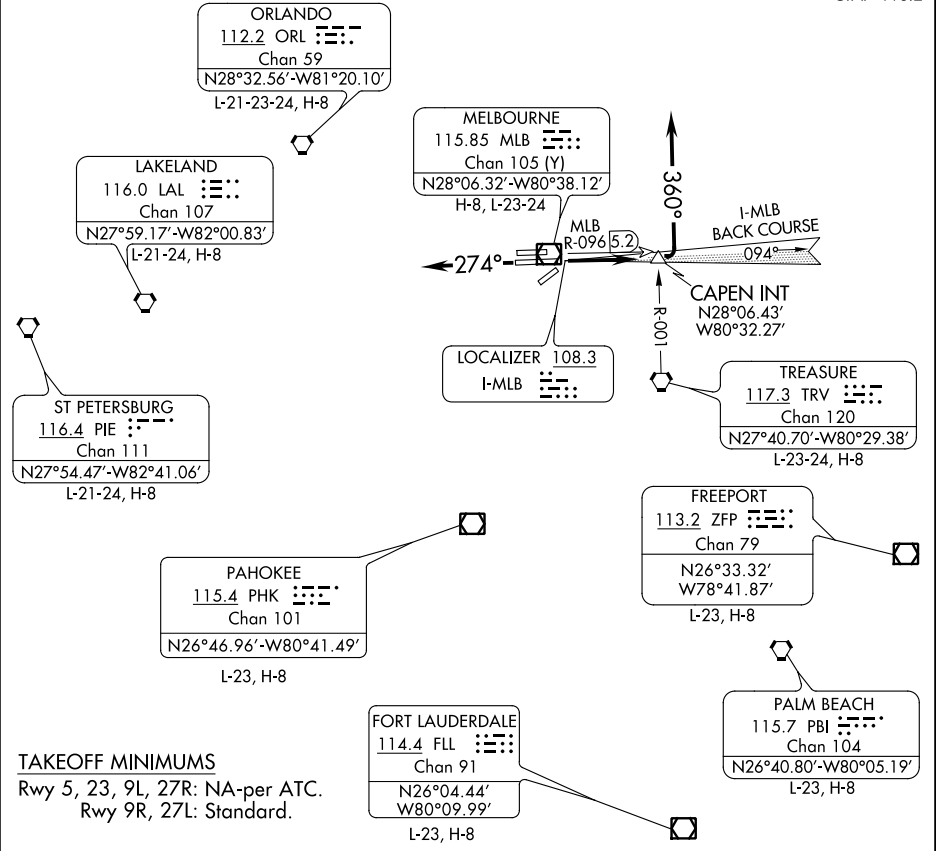 ORLANDO
112.2 ORL
Chan 59
N28°32.56'-W81°20.10'
L-21-23-24, H-8
MELBOURNE
115.85 MLB
Chan 105 (Y)
N28°06.32'-W80°38.12'
H-8, L-23-24
LAKELAND
116.0 LAL
Chan 107
N27°59.17'-W82°00.83'
L-21-24, H-8
360°
I-MLB
BACK COURSE
094°
MLB
R-096
5.2
274°
CAPEN INT
N28°06.43'
W80°32.27'
R-001
LOCALIZER 108.3
I-MLB
TREASURE
117.3 TRV
Chan 120
N27°40.70'-W80°29.38'
L-23-24, H-8
ST PETERSBURG
116.4 PIE
Chan 111
N27°54.47'-W82°41.06'
L-21-24, H-8
FREEPORT
113.2 ZFP
Chan 79
N26°33.32'
W78°41.87'
L-23, H-8
PAHOKEE
115.4 PHK
Chan 101
N26°46.96'-W80°41.49'
L-23, H-8
PALM BEACH
115.7 PBI
Chan 104
N26°40.80'-W80°05.19'
L-23, H-8
FORT LAUDERDALE
114.4 FLL
Chan 91
N26°04.44'
W80°09.99'
L-23, H-8
TAKEOFF MINIMUMS
Rwy 5, 23, 9L, 27R: NA-per ATC.
Rwy 9R, 27L: Standard.